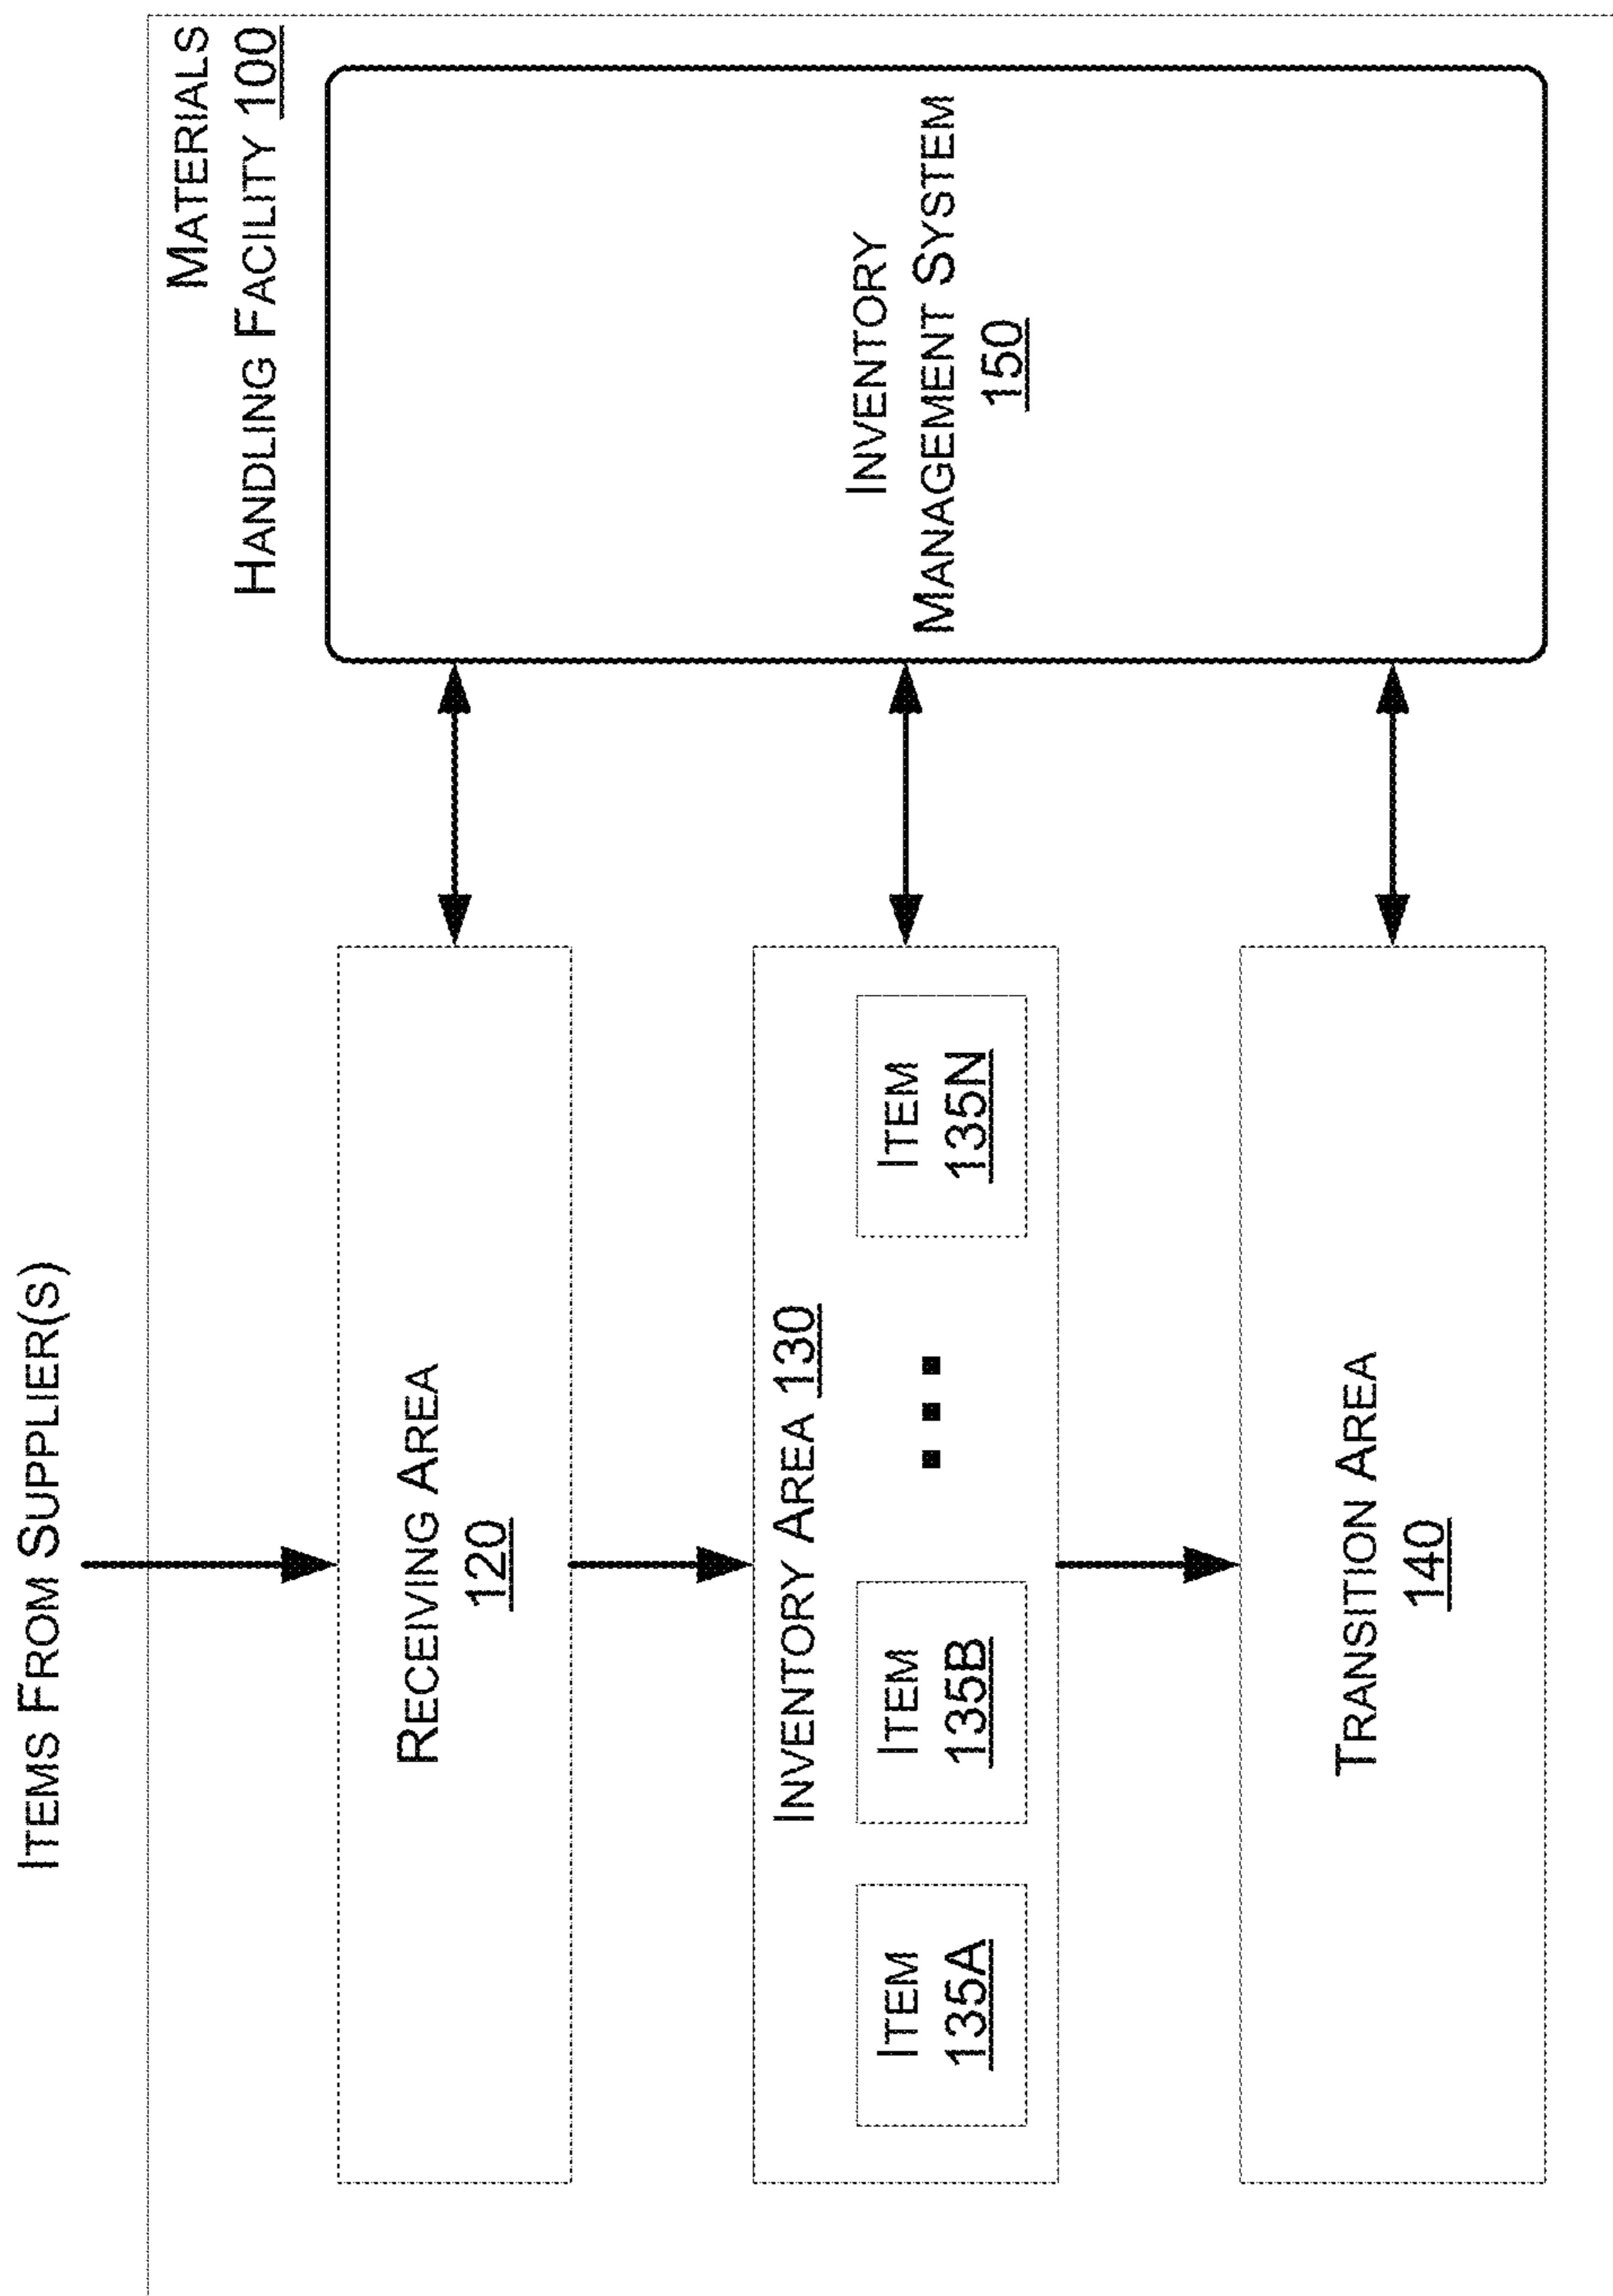 ITEMS FROM SUPPLIER(S)
MATERIALS
HANDLING FACILITY 100
RECEIVING AREA
120
INVENTORY AREA 130
ITEM
135A
ITEM
135B
ITEM
135N
TRANSITION AREA
140
INVENTORY
MANAGEMENT SYSTEM
150